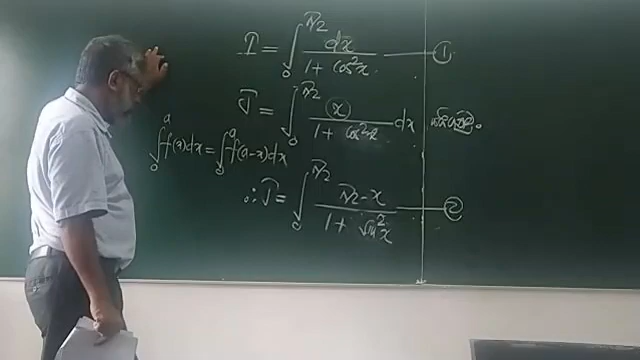 I = ∫₀^{π/2} dx / (1 + cos²x) ——— ①
J = ∫₀^{π/2} x / (1 + cos²x) dx
∫₀^a f(x)dx = ∫₀^a f(a-x)dx
∴ J = ∫₀^{π/2} (π/2 - x) / (1 + sin²x) ——— ②